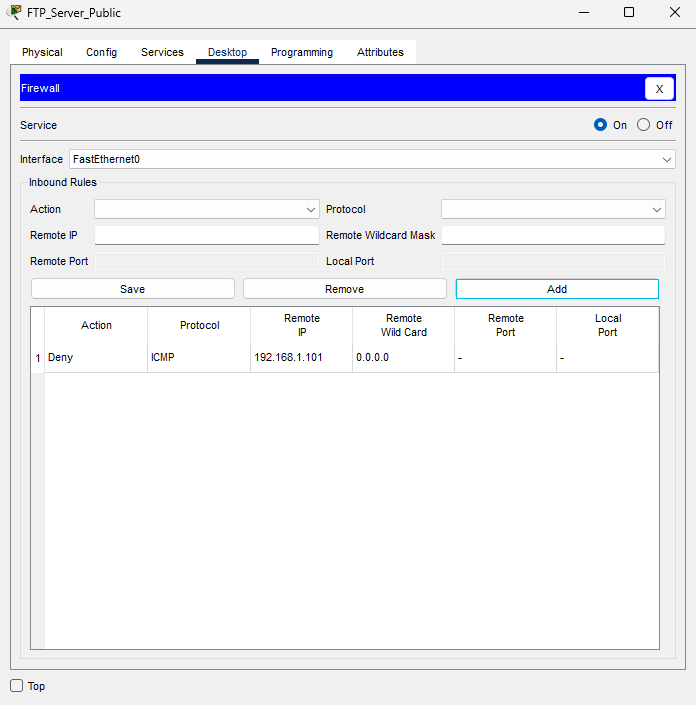 FTP_Server_Public
Physical Config Services Desktop Programming Attributes
Firewall X
Service On Off
Interface FastEthernet0
Inbound Rules
Action Protocol
Remote IP Remote Wildcard Mask
Remote Port Local Port
Save Remove Add
Action Protocol Remote IP Remote Wild Card Remote Port Local Port
1 Deny ICMP 192.168.1.101 0.0.0.0 - -
Top